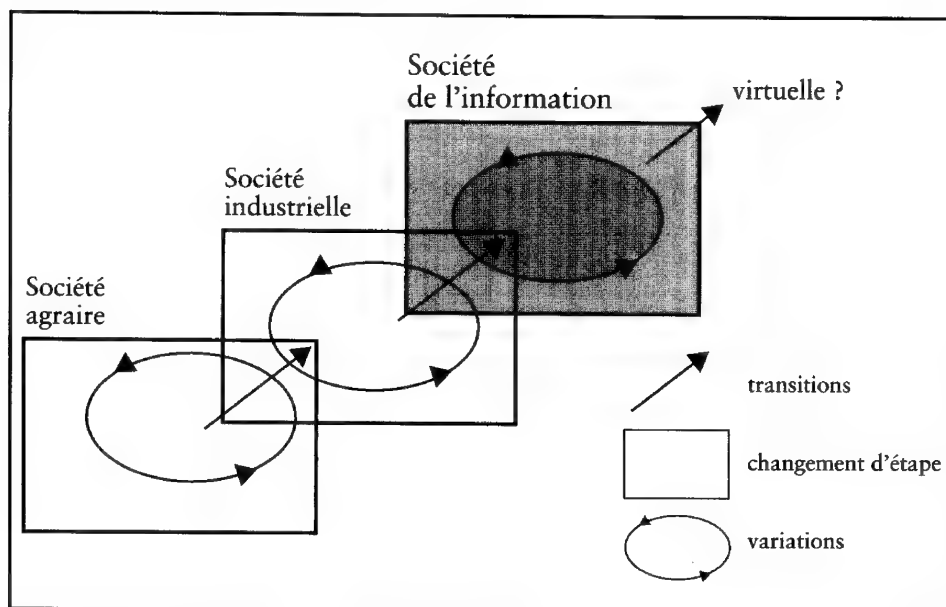 Société
de l'information
virtuelle ?
Société
industrielle
Société
agraire
transitions
changement d'étape
variations